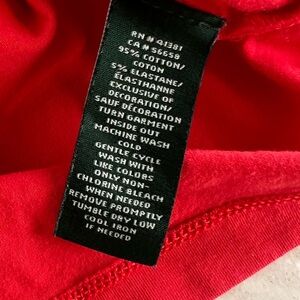 RN # Q1381
CA # 56658
95% COTTON/
COTON
5% ELASTANE/
ÉLASTHANNE
EXCLUSIVE OF
DECORATION/
SAUF DÉCORATION
TURN GARMENT
INSIDE OUT
MACHINE WASH
COLD
GENTLE CYCLE
WASH WITH
LIKE COLORS
ONLY NON-
CHLORINE BLEACH
WHEN NEEDED
REMOVE PROMPTLY
TUMBLE DRY LOW
COOL IRON
IF NEEDED